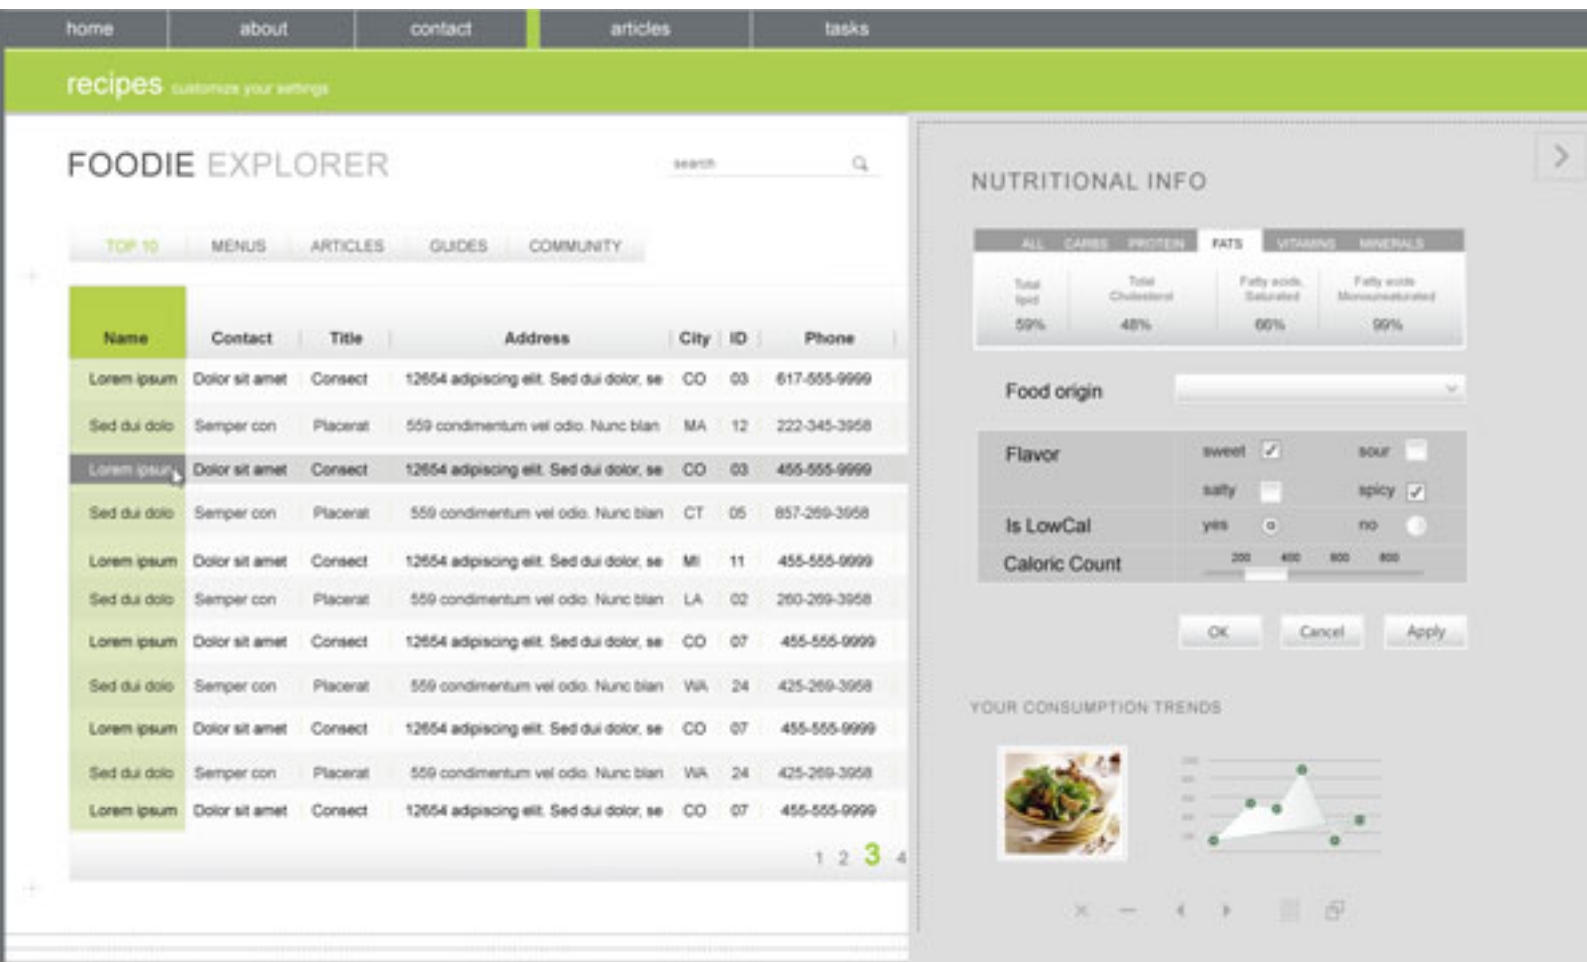 home about contact articles tasks
recipes customize your settings
FOODIE EXPLORER
search
TOP 10 MENUS ARTICLES GUIDES COMMUNITY
Name Contact Title Address City ID Phone
Lorem ipsum Dolor sit amet Consect 12654 adipiscing elit. Sed dui dolor, se CO 03 617-555-9999
Sed dui dolo Semper con Placerat 559 condimentum vel odio. Nunc blan MA 12 222-345-3958
Lorem ipsum Dolor sit amet Consect 12654 adipiscing elit. Sed dui dolor, se CO 03 455-555-9999
Sed dui dolo Semper con Placerat 559 condimentum vel odio. Nunc blan CT 05 857-269-3958
Lorem ipsum Dolor sit amet Consect 12654 adipiscing elit. Sed dui dolor, se MI 11 455-555-9999
Sed dui dolo Semper con Placerat 559 condimentum vel odio. Nunc blan LA 02 260-269-3958
Lorem ipsum Dolor sit amet Consect 12654 adipiscing elit. Sed dui dolor, se CO 07 455-555-9999
Sed dui dolo Semper con Placerat 559 condimentum vel odio. Nunc blan WA 24 425-269-3958
Lorem ipsum Dolor sit amet Consect 12654 adipiscing elit. Sed dui dolor, se CO 07 455-555-9999
Sed dui dolo Semper con Placerat 559 condimentum vel odio. Nunc blan WA 24 425-269-3958
Lorem ipsum Dolor sit amet Consect 12654 adipiscing elit. Sed dui dolor, se CO 07 455-555-9999
1 2 3 4
NUTRITIONAL INFO
ALL CARBS PROTEIN FATS VITAMINS MINERALS
Total Total Fatty acids, Fatty acids
lipid Cholesterol Saturated Monounsaturated
59% 48% 66% 99%
Food origin
Flavor sweet sour
salty spicy
Is LowCal yes no
Caloric Count 200 400 600 800
OK Cancel Apply
YOUR CONSUMPTION TRENDS